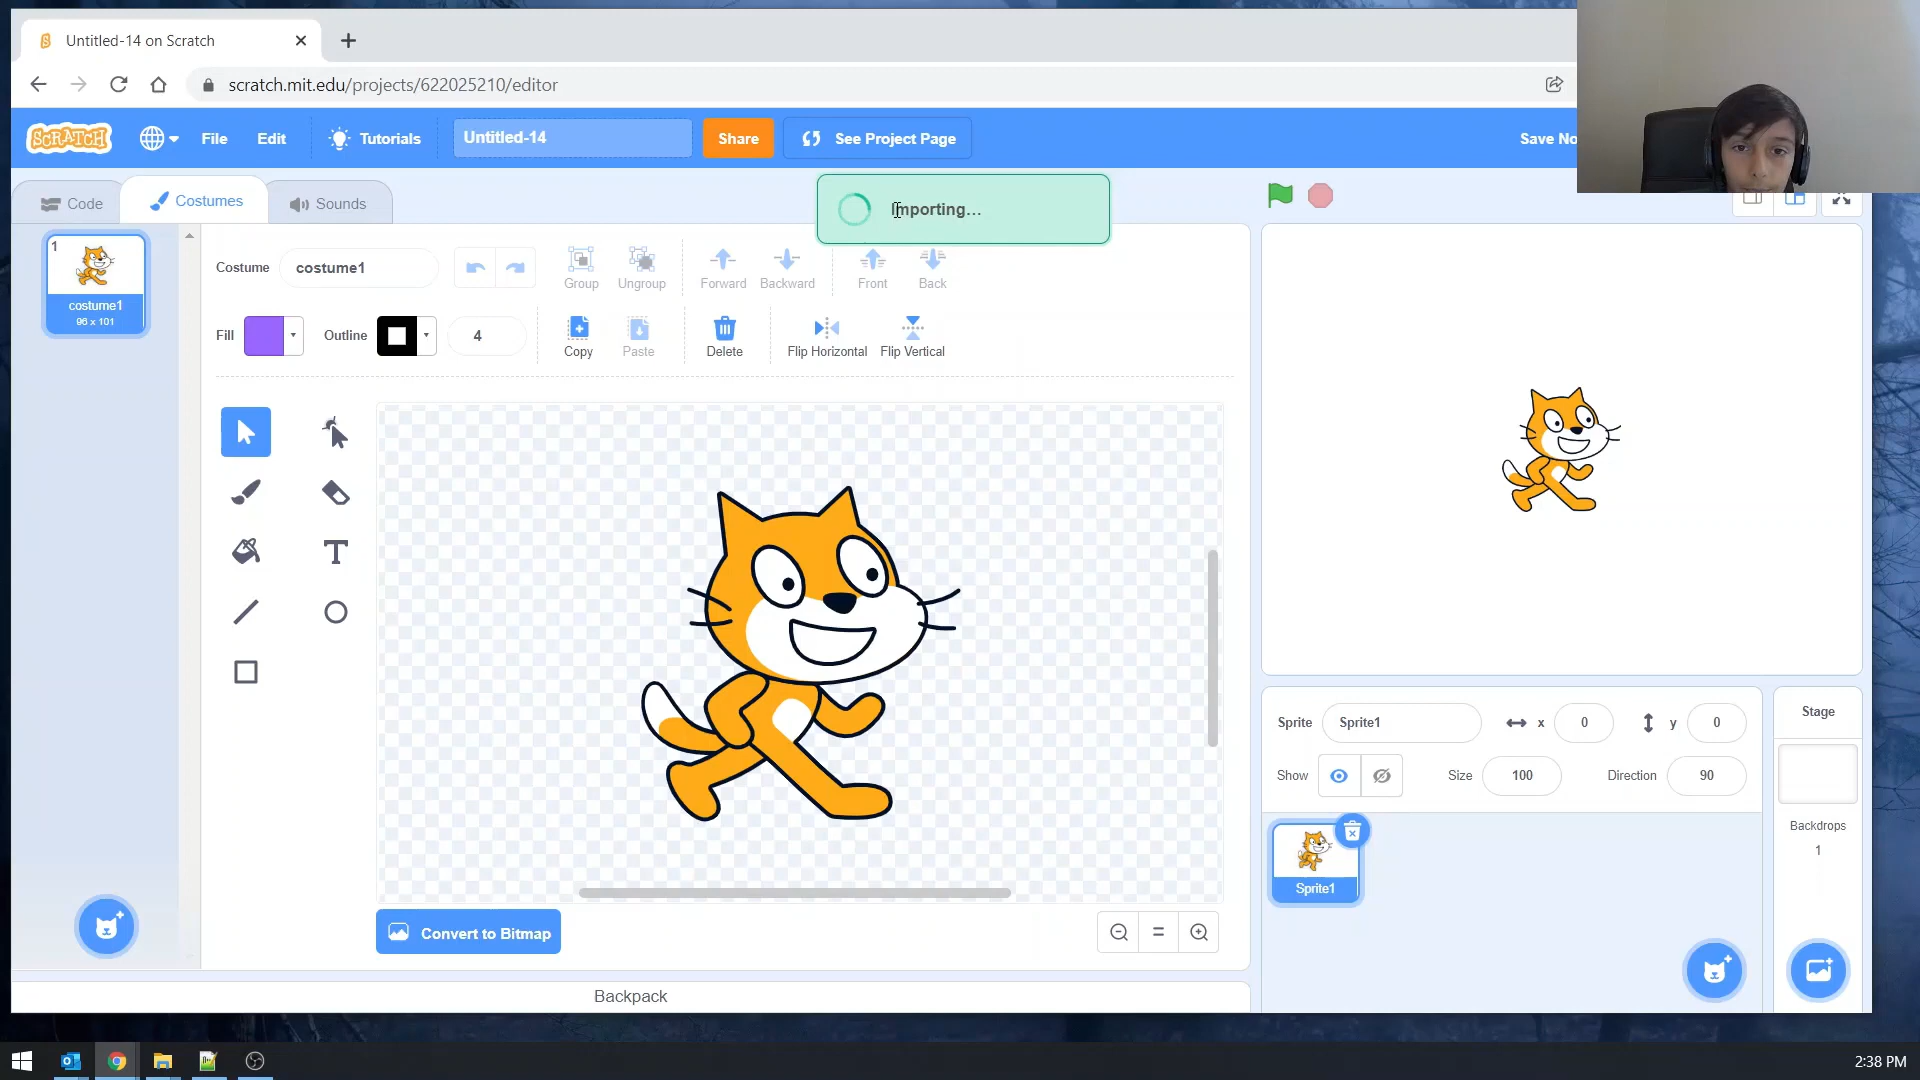 Untitled-14 on Scratch
scratch.mit.edu/projects/622025210/editor
SCRATCH
File
Edit
Tutorials
Untitled-14
Share
See Project Page
Save No
Code
Costumes
Sounds
Importing...
1
costume1
96 x 101
Costume
costume1
Group
Ungroup
Forward
Backward
Front
Back
Fill
Outline
4
Copy
Paste
Delete
Flip Horizontal
Flip Vertical
T
Convert to Bitmap
Backpack
Sprite
Sprite1
x
0
y
0
Show
Size
100
Direction
90
Sprite1
Stage
Backdrops
1
2:38 PM